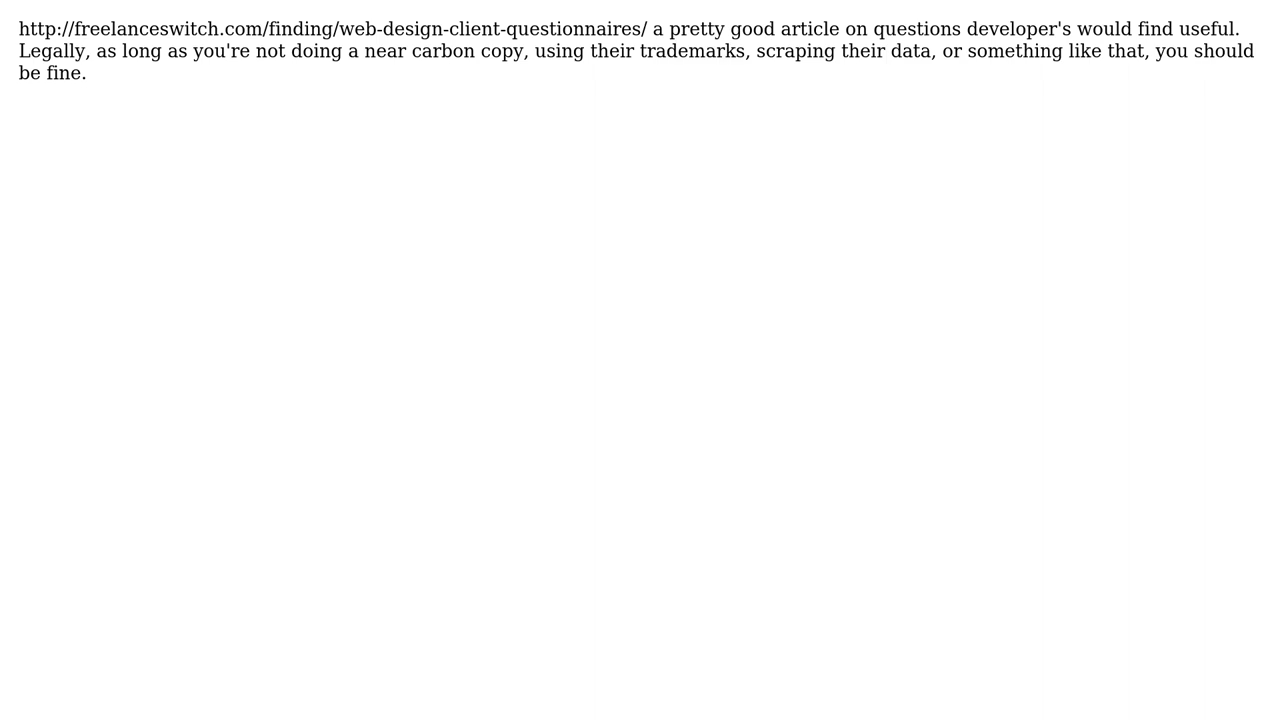 http://freelanceswitch.com/finding/web-design-client-questionnaires/ a pretty good article on questions developer's would find useful.
Legally, as long as you're not doing a near carbon copy, using their trademarks, scraping their data, or something like that, you should
be fine.